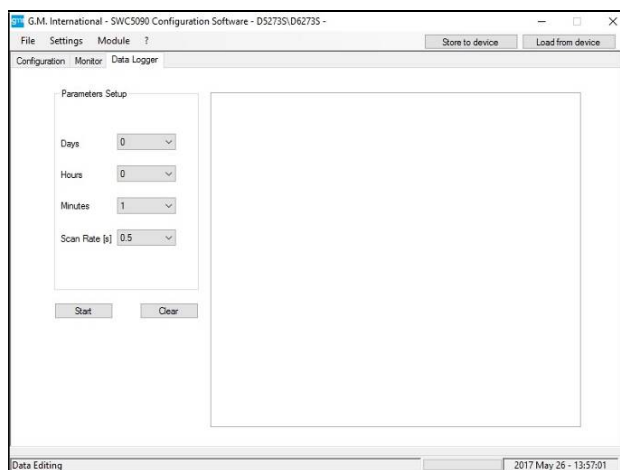 GMI G.M. International - SWC5090 Configuration Software - D5273S\D6273S -
File Settings Module ? Store to device Load from device
Configuration Monitor Data Logger
Parameters Setup
Days 0
Hours 0
Minutes 1
Scan Rate [s] 0.5
Start Clear
Data Editing 2017 May 26 - 13:57:01